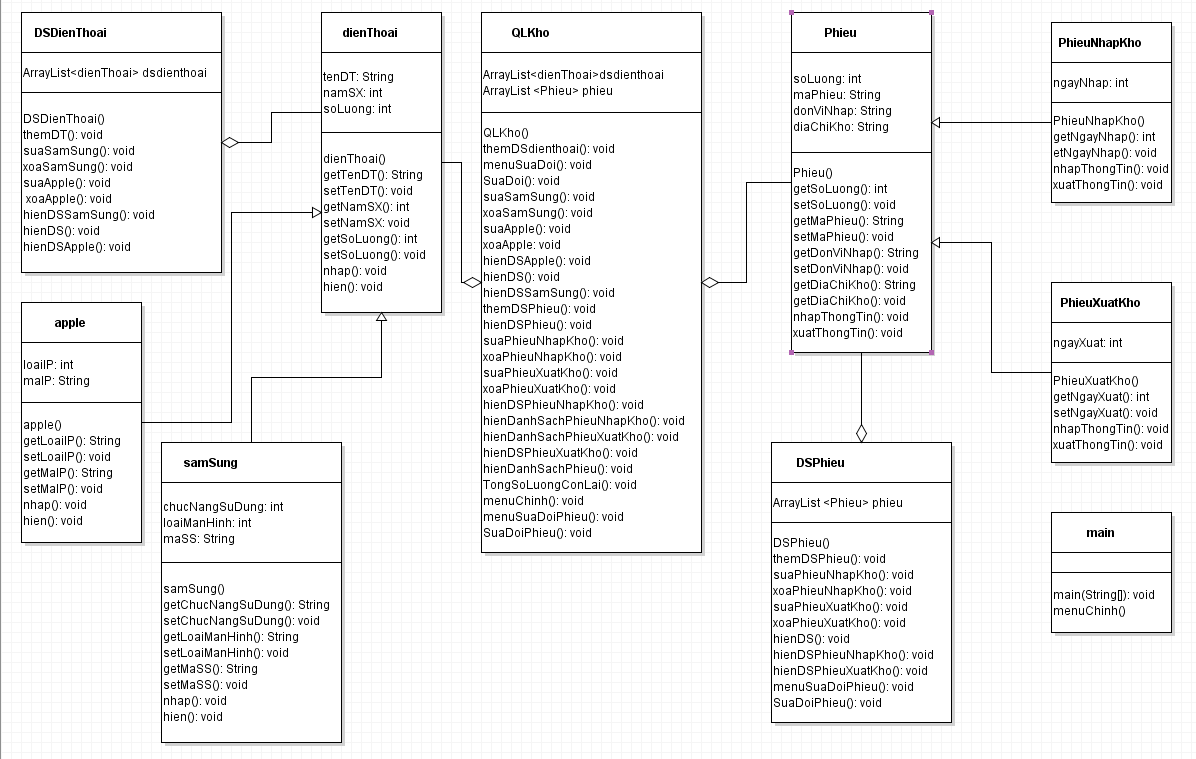 DSDienThoai
ArrayList<dienThoai> dsdienthoai
DSDienThoai()
themDT(): void
suaSamSung(): void
xoaSamSung(): void
suaApple(): void
xoaApple(): void
hienDSSamSung(): void
hienDS(): void
hienDSApple(): void
dienThoai
tenDT: String
namSX: int
soLuong: int
dienThoai()
getTenDT(): String
setTenDT(): void
getNamSX(): int
setNamSX: void
getSoLuong(): int
setSoLuong(): void
nhap(): void
hien(): void
QLKho
ArrayList<dienThoai>dsdienthoai
ArrayList <Phieu> phieu
QLKho()
themDSdienthoai(): void
menuSuaDoi(): void
SuaDoi(): void
suaSamSung(): void
xoaSamSung(): void
suaApple(): void
xoaApple: void
hienDSApple(): void
hienDS(): void
hienDSSamSung(): void
themDSPhieu(): void
hienDSPhieu(): void
suaPhieuNhapKho(): void
xoaPhieuNhapKho(): void
suaPhieuXuatKho(): void
xoaPhieuXuatKho(): void
hienDSPhieuNhapKho(): void
hienDanhSachPhieuNhapKho(): void
hienDanhSachPhieuXuatKho(): void
hienDSPhieuXuatKho(): void
hienDanhSachPhieu(): void
TongSoLuongConLai(): void
menuChinh(): void
menuSuaDoiPhieu(): void
SuaDoiPhieu(): void
Phieu
soLuong: int
maPhieu: String
donViNhap: String
diaChiKho: String
Phieu()
getSoLuong(): int
setSoLuong(): void
getMaPhieu(): String
setMaPhieu(): void
getDonViNhap(): String
setDonViNhap(): void
getDiaChiKho(): String
getDiaChiKho(): void
nhapThongTin(): void
xuatThongTin(): void
PhieuNhapKho
ngayNhap: int
PhieuNhapKho()
getNgayNhap(): int
etNgayNhap(): void
nhapThongTin(): void
xuatThongTin(): void
apple
loaiIP: int
maIP: String
apple()
getLoaiIP(): String
setLoaiIP(): void
getMaIP(): String
setMaIP(): void
nhap(): void
hien(): void
samSung
chucNangSuDung: int
loaiManHinh: int
maSS: String
samSung()
getChucNangSuDung(): String
setChucNangSuDung(): void
getLoaiManHinh(): String
setLoaiManHinh(): void
getMaSS(): String
setMaSS(): void
nhap(): void
hien(): void
PhieuXuatKho
ngayXuat: int
PhieuXuatKho()
getNgayXuat(): int
setNgayXuat(): void
nhapThongTin(): void
xuatThongTin(): void
DSPhieu
ArrayList <Phieu> phieu
DSPhieu()
themDSPhieu(): void
suaPhieuNhapKho(): void
xoaPhieuNhapKho(): void
suaPhieuXuatKho(): void
xoaPhieuXuatKho(): void
hienDS(): void
hienDSPhieuNhapKho(): void
hienDSPhieuXuatKho(): void
menuSuaDoiPhieu(): void
SuaDoiPhieu(): void
main
main(String[]): void
menuChinh()